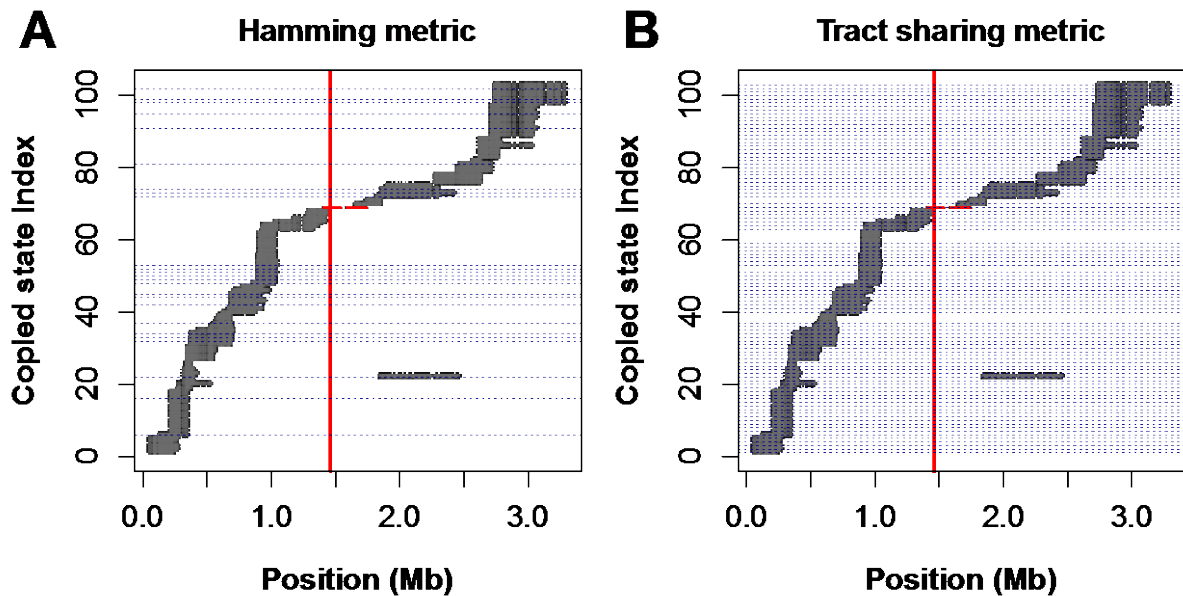 A
Hamming metric
Copled state Index
0 20 40 60 80 100
0.0 1.0 2.0 3.0
Position (Mb)
B
Tract sharing metric
Copled state Index
0 20 40 60 80 100
0.0 1.0 2.0 3.0
Position (Mb)